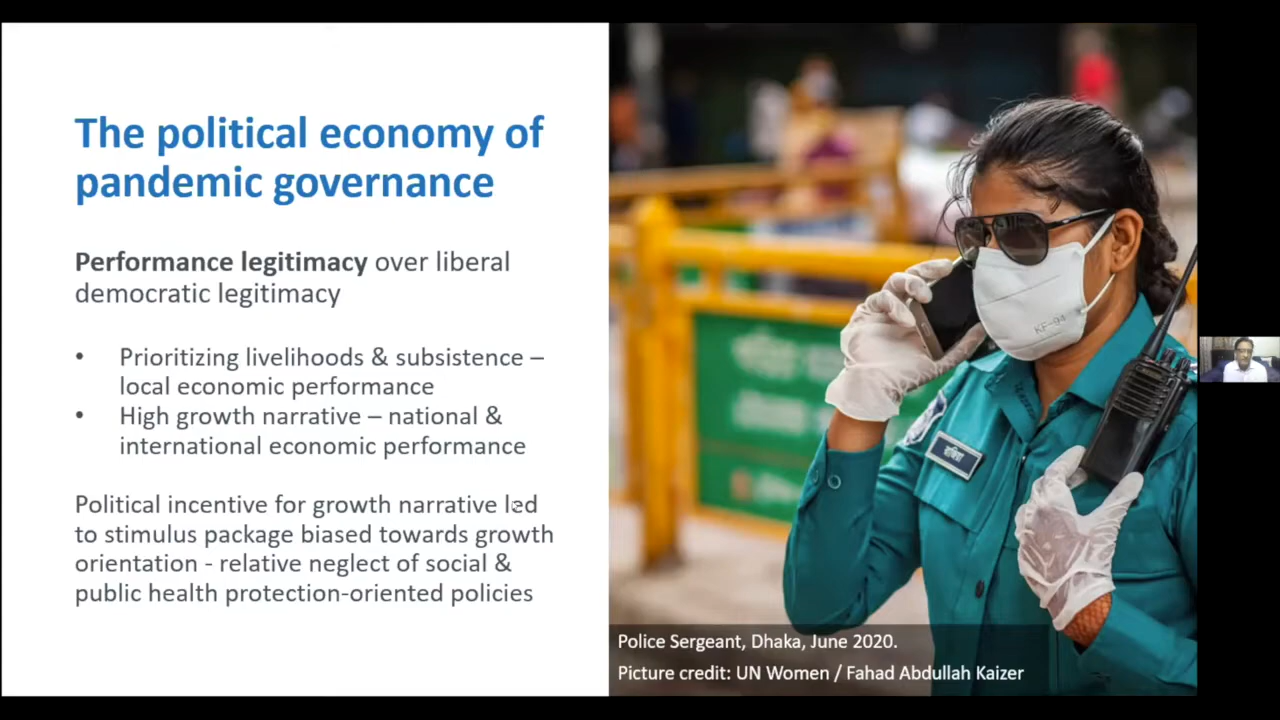 The political economy of
pandemic governance
Performance legitimacy over liberal
democratic legitimacy
• Prioritizing livelihoods & subsistence –
local economic performance
• High growth narrative – national &
international economic performance
Political incentive for growth narrative led
to stimulus package biased towards growth
orientation - relative neglect of social &
public health protection-oriented policies
KF-94
Police Sergeant, Dhaka, June 2020.
Picture credit: UN Women / Fahad Abdullah Kaizer